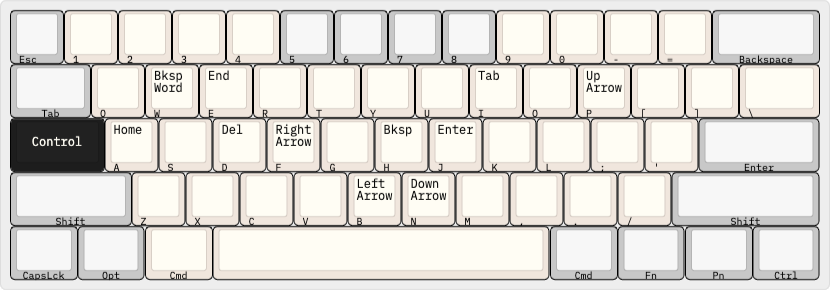 Esc 1 2 3 4 5 6 7 8 9 0 - = Backspace
Bksp Word End Tab Up Arrow
Tab Q W E R T Y U I O P [ ] \
Control Home Del Right Arrow Bksp Enter
A S D F G H J K L ; ' Enter
Left Arrow Down Arrow
Shift Z X C V B N M , . / Shift
CapsLck Opt Cmd Cmd Fn Pn Ctrl